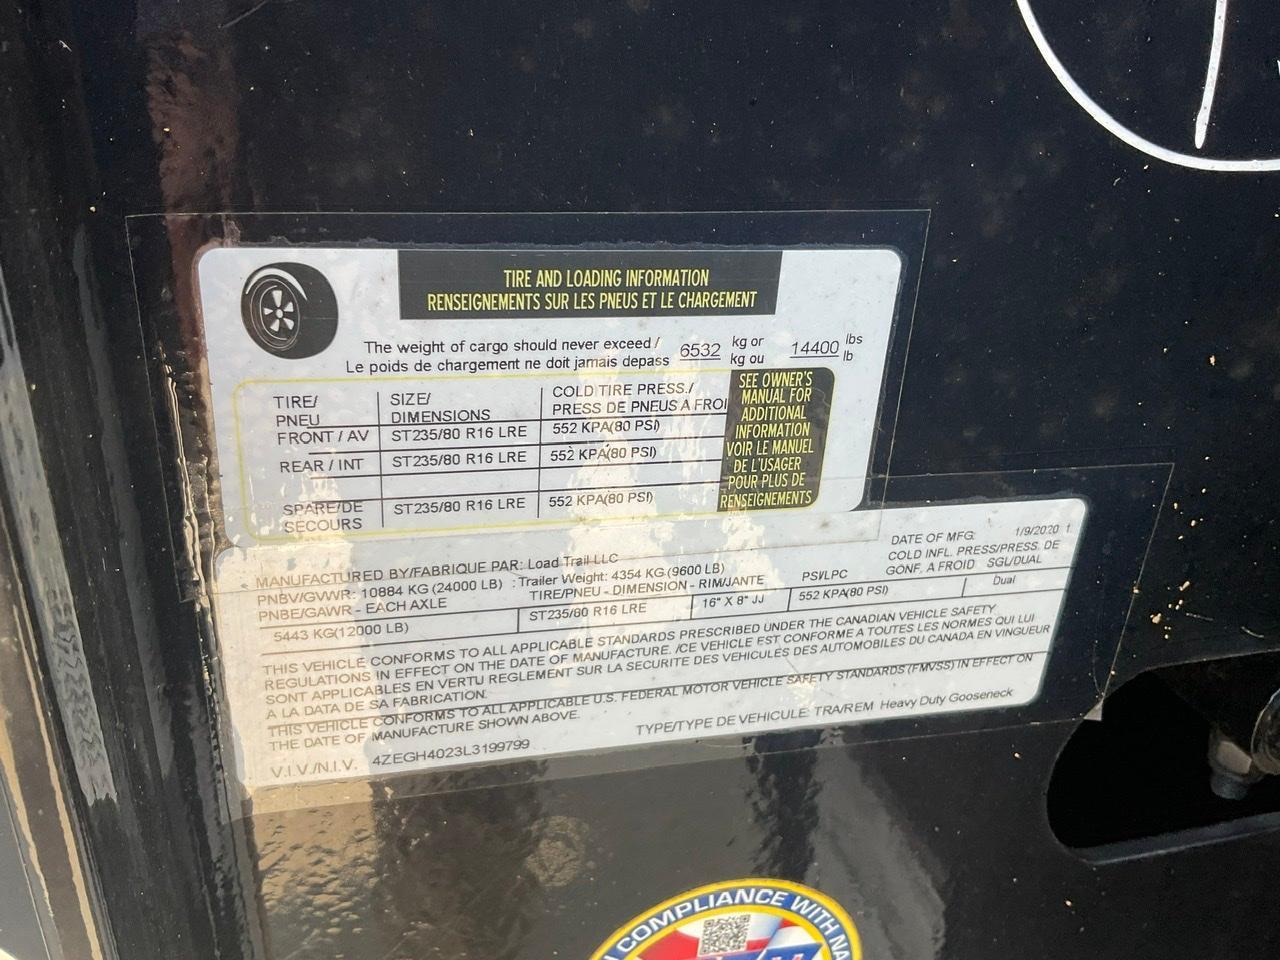 TIRE AND LOADING INFORMATION
RENSEIGNEMENTS SUR LES PNEUS ET LE CHARGEMENT
The weight of cargo should never exceed / 6532 kg or 14400 lbs
Le poids de chargement ne doit jamais depass kg ou lb
TIRE/ SIZE/ COLD TIRE PRESS./
PNEU DIMENSIONS PRESS DE PNEUS A FROI
FRONT / AV ST235/80 R16 LRE 552 KPA(80 PSI)
REAR / INT ST235/80 R16 LRE 552 KPA(80 PSI)
SPARE/DE ST235/80 R16 LRE 552 KPA(80 PSI)
SECOURS
SEE OWNER'S
MANUAL FOR
ADDITIONAL
INFORMATION
VOIR LE MANUEL
DE L'USAGER
POUR PLUS DE
RENSEIGNEMENTS
MANUFACTURED BY/FABRIQUE PAR: Load Trail LLC DATE OF MFG: 1/9/2020
PNBV/GVWR: 10884 KG (24000 LB) : Trailer Weight: 4354 KG (9600 LB) COLD INFL. PRESS/PRESS. DE
PNBE/GAWR - EACH AXLE TIRE/PNEU - DIMENSION - RIM/JANTE PSI/LPC GONF. A FROID SGL/DUAL
5443 KG(12000 LB) ST235/80 R16 LRE 16" X 8" JJ 552 KPA(80 PSI) Dual
THIS VEHICLE CONFORMS TO ALL APPLICABLE STANDARDS PRESCRIBED UNDER THE CANADIAN VEHICLE SAFETY
REGULATIONS IN EFFECT ON THE DATE OF MANUFACTURE. /CE VEHICLE EST CONFORME A TOUTES LES NORMES QUI LUI
SONT APPLICABLES EN VERTU REGLEMENT SUR LA SECURITE DES VEHICULES DES AUTOMOBILES DU CANADA EN VINGUEUR
A LA DATA DE SA FABRICATION.
THIS VEHICLE CONFORMS TO ALL APPLICABLE U.S. FEDERAL MOTOR VEHICLE SAFETY STANDARDS (FMVSS) IN EFFECT ON
THE DATE OF MANUFACTURE SHOWN ABOVE.
V.I.V./N.I.V. 4ZEGH4023L3199799 TYPE/TYPE DE VEHICULE: TRA/REM Heavy Duty Gooseneck
COMPLIANCE WITH